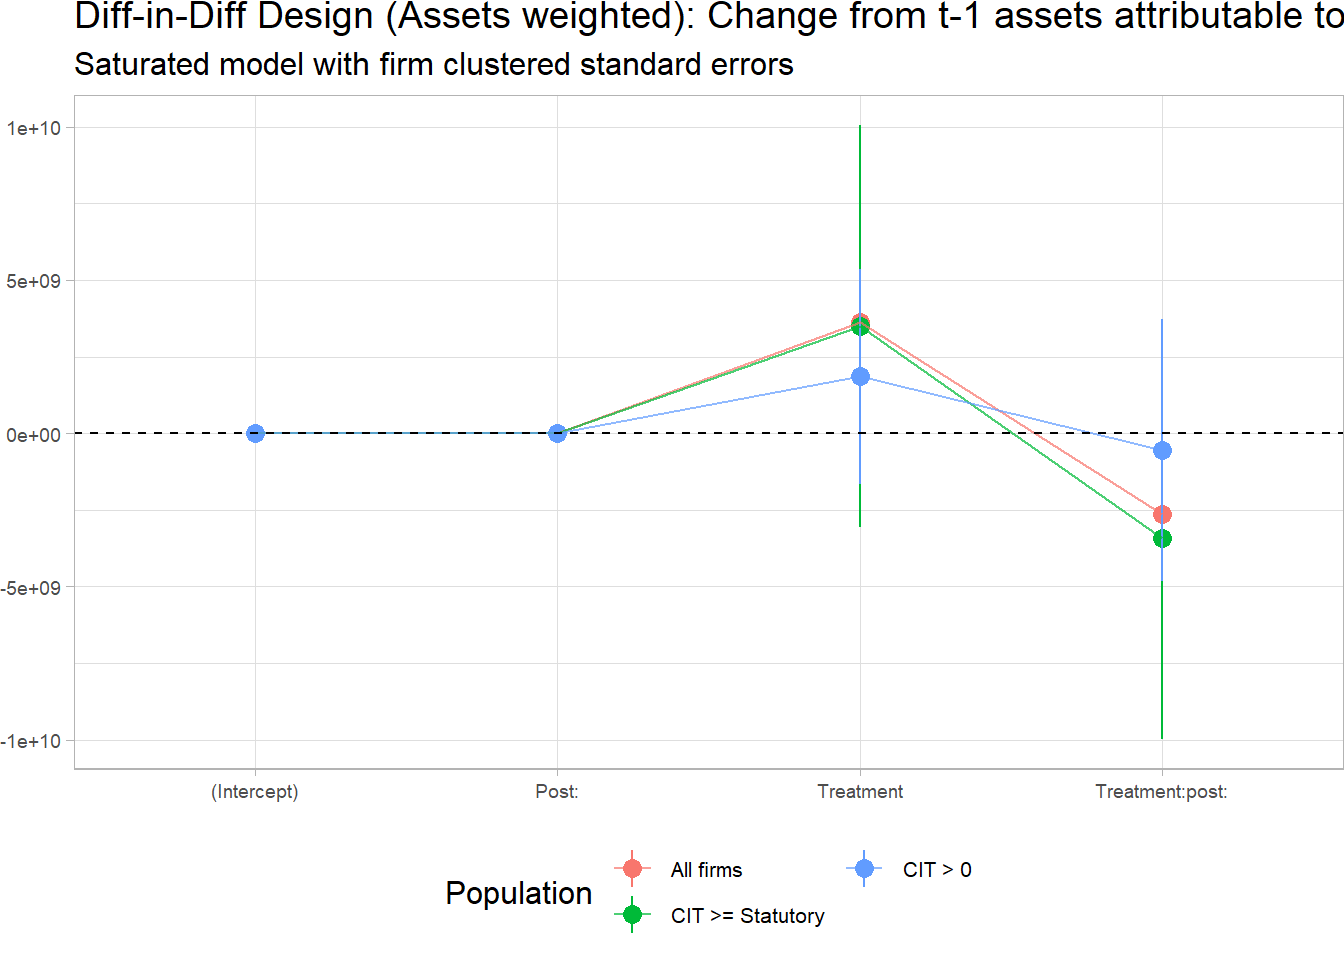 Diff-in-Diff Design (Assets weighted): Change from t-1 assets attributable to
Saturated model with firm clustered standard errors
1e+10
5e+09
0e+00
-5e+09
-1e+10
(Intercept)
Post:
Treatment
Treatment:post:
Population
All firms
CIT >= Statutory
CIT > 0